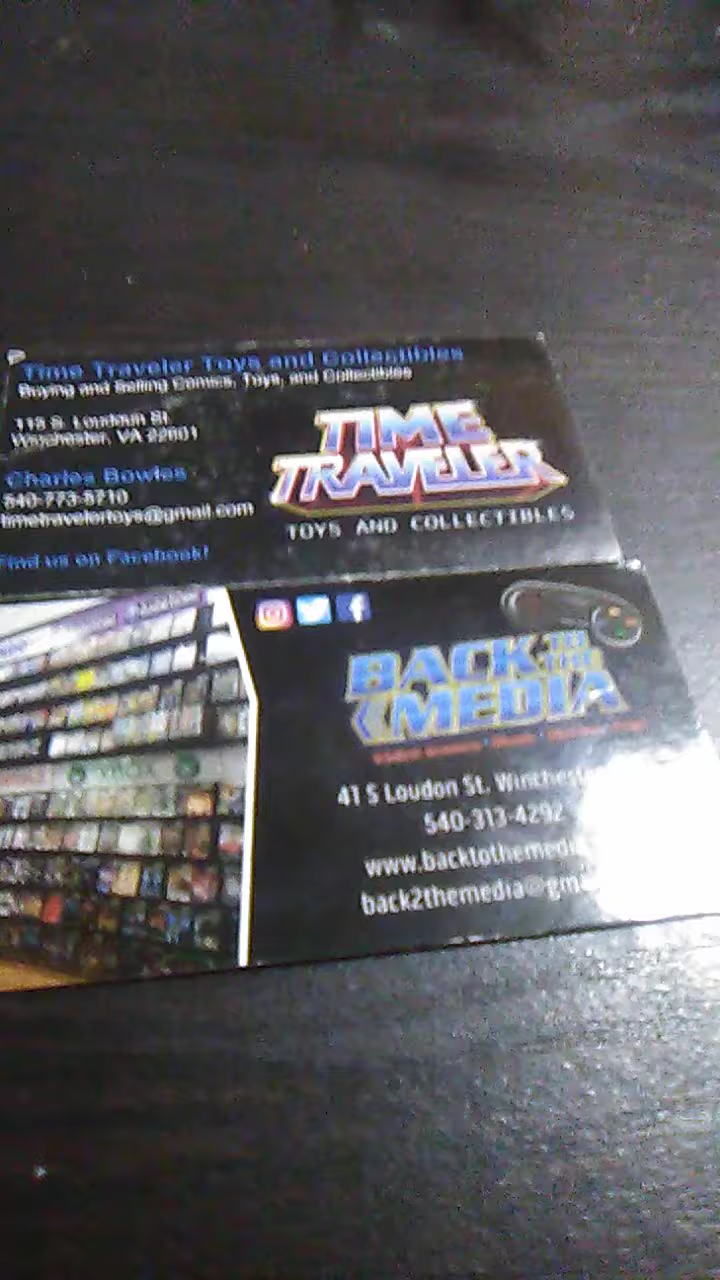 Time Traveler Toys and Collectibles
Buying and Selling Comics, Toys, and Collectibles
Loudoun St.
Winchester, VA 22601
Charles Bowles
540-773-8710
timetravelertoys@gmail.com
Find us on Facebook!
TIME
TRAVELER
TOYS AND COLLECTIBLES
BACK TO THE
MEDIA
XBOX
41 S Loudon St. Winchest
540-313-4292
www.backtothemedi
back2themedia@gm